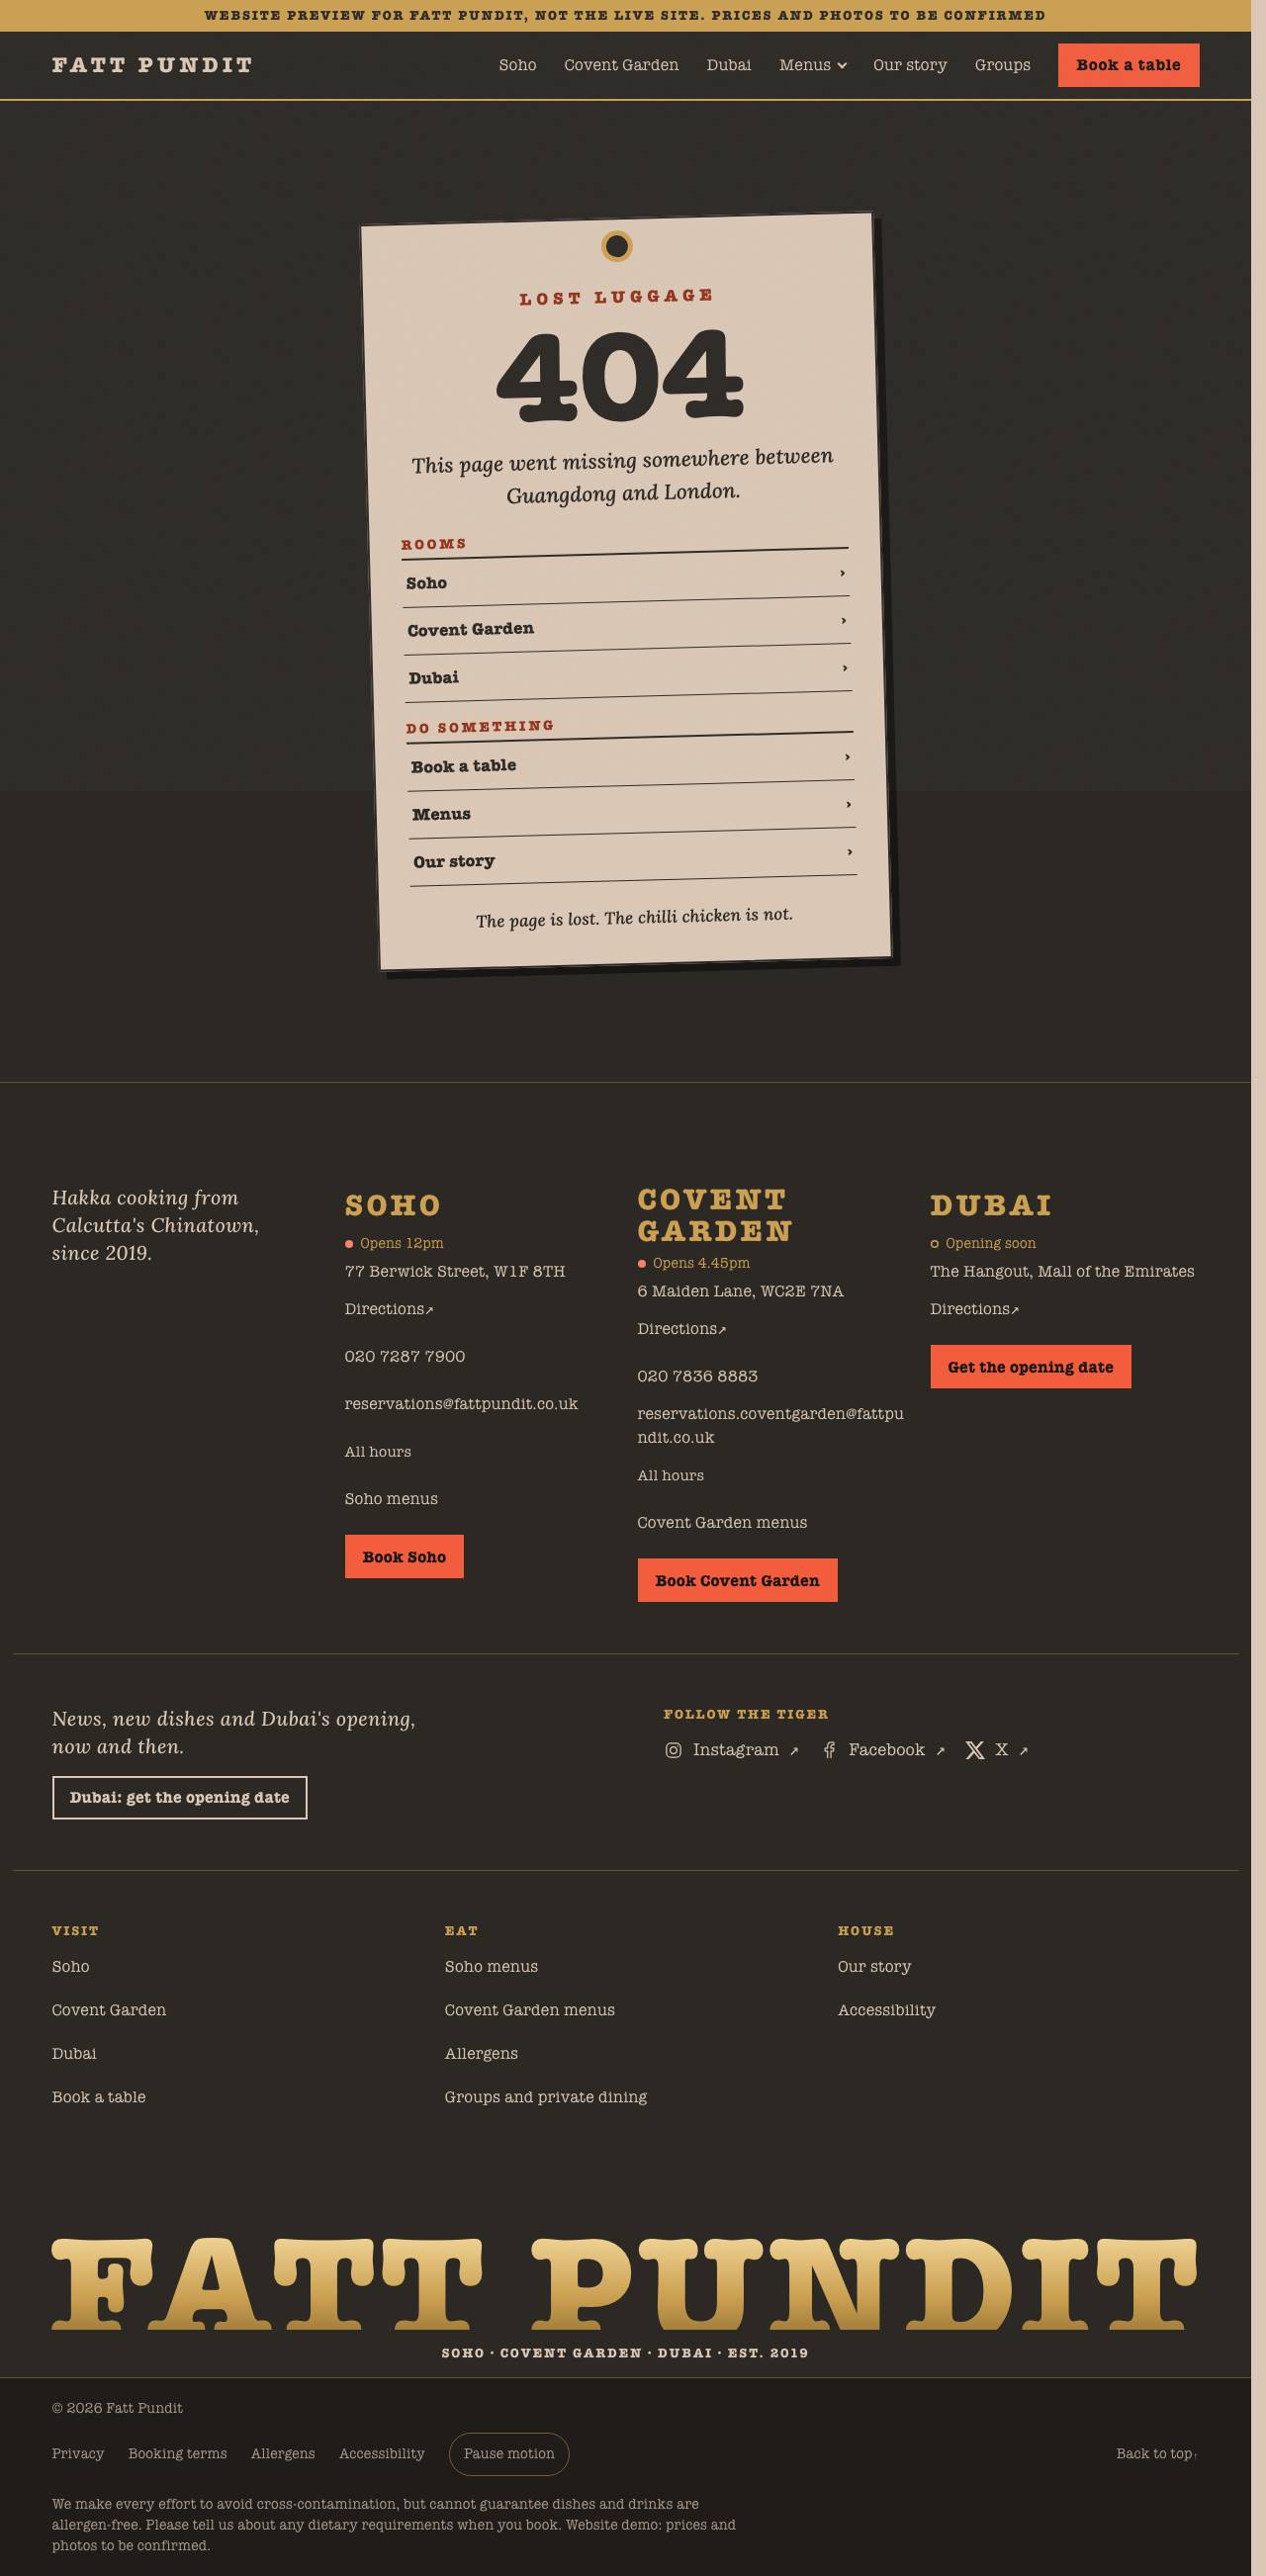 WEBSITE PREVIEW FOR FATT PUNDIT, NOT THE LIVE SITE. PRICES AND PHOTOS TO BE CONFIRMED
FATT PUNDIT
Soho
Covent Garden
Dubai
Menus
Our story
Groups
Book a table
LOST LUGGAGE
404
This page went missing somewhere between
Guangdong and London.
ROOMS
Soho ›
Covent Garden ›
Dubai ›
DO SOMETHING
Book a table ›
Menus ›
Our story ›
The page is lost. The chilli chicken is not.
Hakka cooking from
Calcutta's Chinatown,
since 2019.
SOHO
Opens 12pm
77 Berwick Street, W1F 8TH
Directions↗
020 7287 7900
reservations@fattpundit.co.uk
All hours
Soho menus
Book Soho
COVENT
GARDEN
Opens 4.45pm
6 Maiden Lane, WC2E 7NA
Directions↗
020 7836 8883
reservations.coventgarden@fattpu
ndit.co.uk
All hours
Covent Garden menus
Book Covent Garden
DUBAI
Opening soon
The Hangout, Mall of the Emirates
Directions↗
Get the opening date
News, new dishes and Dubai's opening,
now and then.
Dubai: get the opening date
FOLLOW THE TIGER
Instagram ↗ Facebook ↗ X ↗
VISIT
Soho
Covent Garden
Dubai
Book a table
EAT
Soho menus
Covent Garden menus
Allergens
Groups and private dining
HOUSE
Our story
Accessibility
FATT PUNDIT
SOHO · COVENT GARDEN · DUBAI · EST. 2019
© 2026 Fatt Pundit
Privacy Booking terms Allergens Accessibility Pause motion
Back to top↑
We make every effort to avoid cross-contamination, but cannot guarantee dishes and drinks are
allergen-free. Please tell us about any dietary requirements when you book. Website demo: prices and
photos to be confirmed.